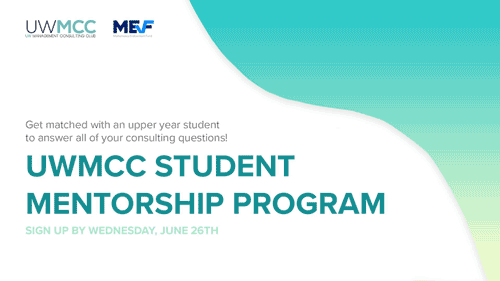 UWMCC
UW MANAGEMENT CONSULTING CLUB
MEVF
Get matched with an upper year student
to answer all of your consulting questions!
UWMCC STUDENT
MENTORSHIP PROGRAM
SIGN UP BY WEDNESDAY, JUNE 26TH